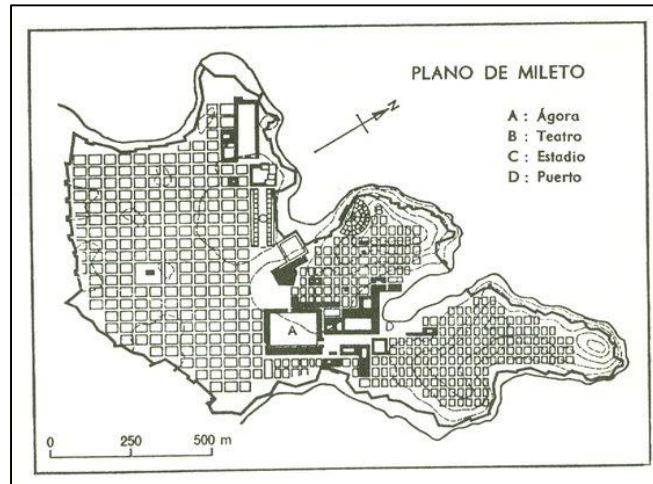 PLANO DE MILETO
N
A : Ágora
B : Teatro
C : Estadio
D : Puerto
A
D
0 250 500 m